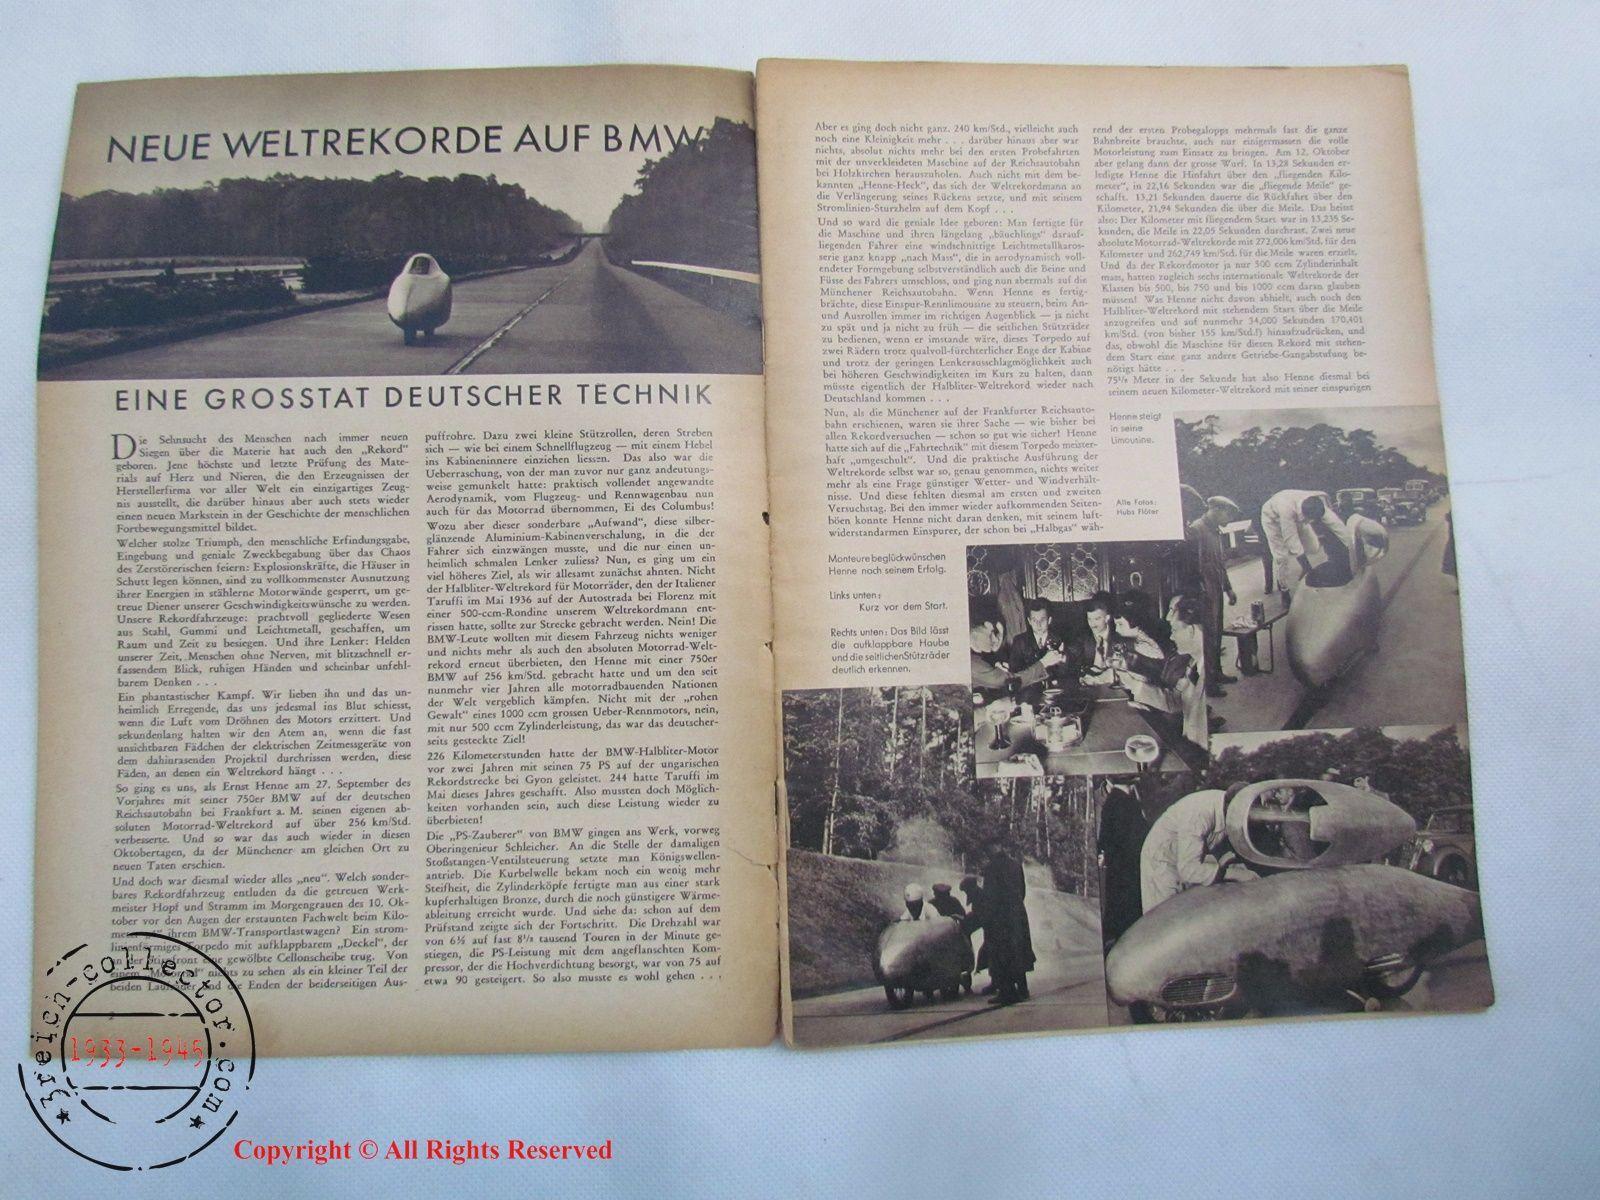 NEUE WELTREKORDE AUF BMW
EINE GROSSTAT DEUTSCHER TECHNIK
Die Sehnsucht des Menschen nach immer neuen
Siegen über die Materie hat auch den „Rekord"
geboren. Jene höchste und letzte Prüfung des Mate-
rials auf Herz und Nieren, die den Erzeugnissen der
Herstellerfirma vor aller Welt ein einzigartiges Zeug-
nis ausstellt, die darüber hinaus aber auch stets wieder
einen neuen Markstein in der Geschichte der menschlichen
Fortbewegungsmittel bildet.
Welcher stolze Triumph, den menschliche Erfindungsgabe,
Eingebung und geniale Zweckbegabung über das Chaos
des Zerstörerischen feiern: Explosionskräfte, die Häuser in
Schutt legen können, sind zu vollkommenster Ausnutzung
ihrer Energien in stählerne Motorwände gesperrt, um ge-
treue Diener unserer Geschwindigkeitswünsche zu werden.
Unsere Rekordfahrzeuge: prachtvoll gegliederte Wesen
aus Stahl, Gummi und Leichtmetall, geschaffen, um
Raum und Zeit zu besiegen. Und ihre Lenker: Helden
unserer Zeit, Menschen ohne Nerven, mit blitzschnell er-
fassendem Blick, ruhigen Händen und scheinbar unfehl-
barem Denken . . .
Ein phantastischer Kampf. Wir lieben ihn und das un-
heimlich Erregende, das uns jedesmal ins Blut schiesst,
wenn die Luft vom Dröhnen des Motors erzittert. Und
sekundenlang halten wir den Atem an, wenn die fast
unsichtbaren Fädchen der elektrischen Zeitmessgeräte von
dem dahinrasenden Projektil durchrissen werden, diese
Fäden, an denen ein Weltrekord hängt . . .
So ging es uns, als Ernst Henne am 27. September des
Vorjahres mit seiner 750er BMW auf der deutschen
Reichsautobahn bei Frankfurt a. M. seinen eigenen ab-
soluten Motorrad-Weltrekord auf über 256 km/Std.
verbesserte. Und so war das auch wieder in diesen
Oktobertagen, da der Münchener am gleichen Ort zu
neuen Taten erschien.
Und doch war diesmal wieder alles „neu". Welch sonder-
bares Rekordfahrzeug entluden da die getreuen Werk-
meister Hopf und Stramm im Morgengrauen des 10. Ok-
tober vor den Augen der erstaunten Fachwelt beim Kilo-
ihrem BMW-Transportlastwagen? Ein strom-
linienförmiges Torpedo mit aufklappbarem „Deckel", der
an der Stirnfront eine gewölbte Cellonscheibe trug. Von
einem nichts zu sehen als ein kleiner Teil der
beiden Laufräder und die Enden der beiderseitigen Aus-
puffrohre. Dazu zwei kleine Stützrollen, deren Streben
sich — wie bei einem Schnellflugzeug — mit einem Hebel
ins Kabineninnere einziehen liessen. Das also war die
Ueberraschung, von der man zuvor nur ganz andeutungs-
weise gemunkelt hatte: praktisch vollendet angewandte
Aerodynamik, vom Flugzeug- und Rennwagenbau nun
auch für das Motorrad übernommen, Ei des Columbus!
Wozu aber dieser sonderbare „Aufwand", diese silber-
glänzende Aluminium-Kabinenverschalung, in die der
Fahrer sich einzwängen musste, und die nur einen un-
heimlich schmalen Lenker zuliess? Nun, es ging um ein
viel höheres Ziel, als wir allesamt zunächst ahnten. Nicht
der Halbliter-Weltrekord für Motorräder, den der Italiener
Taruffi im Mai 1936 auf der Autostrada bei Florenz mit
einer 500-ccm-Rondine unserem Weltrekordmann ent-
rissen hatte, sollte zur Strecke gebracht werden. Nein! Die
BMW-Leute wollten mit diesem Fahrzeug nichts weniger
und nichts mehr als auch den absoluten Motorrad-Welt-
rekord erneut überbieten, den Henne mit einer 750er
BMW auf 256 km/Std. gebracht hatte und um den seit
nunmehr vier Jahren alle motorradbauenden Nationen
der Welt vergeblich kämpfen. Nicht mit der „rohen
Gewalt" eines 1000 ccm grossen Ueber-Rennmotors, nein,
mit nur 500 ccm Zylinderleistung, das war das deutscher-
seits gesteckte Ziel!
226 Kilometerstunden hatte der BMW-Halbliter-Motor
vor zwei Jahren mit seinen 75 PS auf der ungarischen
Rekordstrecke bei Gyon geleistet. 244 hatte Taruffi im
Mai dieses Jahres geschafft. Also mussten doch Möglich-
keiten vorhanden sein, auch diese Leistung wieder zu
überbieten!
Die „PS-Zauberer" von BMW gingen ans Werk, vorweg
Oberingenieur Schleicher. An die Stelle der damaligen
Stoßstangen-Ventilsteuerung setzte man Königswellen-
antrieb. Die Kurbelwelle bekam noch ein wenig mehr
Steifheit, die Zylinderköpfe fertigte man aus einer stark
kupferhaltigen Bronze, durch die noch günstigere Wärme-
ableitung erreicht wurde. Und siehe da: schon auf dem
Prüfstand zeigte sich der Fortschritt. Die Drehzahl war
von 6½ auf fast 8½ tausend Touren in der Minute ge-
stiegen, die PS-Leistung mit dem angeflanschten Kom-
pressor, der die Hochverdichtung besorgt, war von 75 auf
etwa 90 gesteigert. So also musste es wohl gehen . . .
Aber es ging doch nicht ganz. 240 km/Std., vielleicht auch
noch eine Kleinigkeit mehr . . . darüber hinaus aber war
nichts, absolut nichts mehr bei den ersten Probefahrten
mit der unverkleideten Maschine auf der Reichsautobahn
bei Holzkirchen herauszuholen. Auch nicht mit dem be-
kannten „Henne-Heck", das sich der Weltrekordmann an
die Verlängerung seines Rückens setzte, und mit seinem
Stromlinien-Sturzhelm auf dem Kopf . . .
Und so ward die geniale Idee geboren: Man fertigte für
die Maschine und ihren längelang „bäuchlings" darauf-
liegenden Fahrer eine windschnittige Leichtmetallkaros-
serie ganz knapp „nach Mass", die in aerodynamisch voll-
endeter Formgebung selbstverständlich auch die Beine und
Füsse des Fahrers umschloss, und ging nun abermals auf die
Münchener Reichsautobahn. Wenn Henne es fertig-
brächte, diese Einspur-Rennlimousine zu steuern, beim An-
und Ausrollen immer im richtigen Augenblick — ja nicht
zu spät und ja nicht zu früh — die seitlichen Stützräder
zu bedienen, wenn er imstande wäre, dieses Torpedo auf
zwei Rädern trotz qualvoll-fürchterlicher Enge der Kabine
und trotz der geringen Lenkerausschlagmöglichkeit auch
bei höheren Geschwindigkeiten im Kurs zu halten, dann
müsste eigentlich der Halbliter-Weltrekord wieder nach
Deutschland kommen . . .
Nun, als die Münchener auf der Frankfurter Reichsauto-
bahn erschienen, waren sie ihrer Sache — wie bisher bei
allen Rekordversuchen — schon so gut wie sicher! Henne
hatte sich auf die „Fahrtechnik" mit diesem Torpedo meister-
haft „umgeschult". Und die praktische Ausführung der
Weltrekorde selbst war so, genau genommen, nichts weiter
mehr als eine Frage günstiger Wetter- und Windverhält-
nisse. Und diese fehlten diesmal am ersten und zweiten
Versuchstag. Bei den immer wieder aufkommenden Seiten-
böen konnte Henne nicht daran denken, mit seinem luft-
widerstandarmen Einspurer, der schon bei „Halbgas" wäh-
rend der ersten Probegalopps mehrmals fast die ganze
Bahnbreite brauchte, auch nur einigermassen die volle
Motorleistung zum Einsatz zu bringen. Am 12. Oktober
aber gelang dann der grosse Wurf. In 13,28 Sekunden er-
ledigte Henne die Hinfahrt über den „fliegenden Kilo-
meter", in 22,16 Sekunden war die „fliegende Meile" ge-
schafft. 13,21 Sekunden dauerte die Rückfahrt über den
Kilometer, 21,94 Sekunden die über die Meile. Das heisst
also: Der Kilometer mit fliegendem Start war in 13,235 Se-
kunden, die Meile in 22,05 Sekunden durchrast. Zwei neue
absolute Motorrad-Weltrekorde mit 272,006 km/Std. für den
Kilometer und 262,749 km/Std. für die Meile waren erzielt.
Und da der Rekordmotor ja nur 500 ccm Zylinderinhalt
mass, hatten zugleich sechs internationale Weltrekorde der
Klassen bis 500, bis 750 und bis 1000 ccm daran glauben
müssen! Was Henne nicht davon abhielt, auch noch den
Halbliter-Weltrekord mit stehendem Start über die Meile
anzugreifen und auf nunmehr 34,000 Sekunden 170,401
km/Std. (von bisher 155 km/Std.!) hinaufzudrücken, und
das, obwohl die Maschine für diesen Rekord mit stehen-
dem Start eine ganz andere Getriebe-Gangabstufung be-
nötigt hätte . . .
Meter in der Sekunde hat also Henne diesmal bei
seinem neuen Kilometer-Weltrekord mit seiner einspurigen
Henne steigt
in seine
Limousine.
Alle Fotos:
Hubs Flöter
Monteure beglückwünschen
Henne nach seinem Erfolg.
Links unten:
Kurz vor dem Start.
Rechts unten: Das Bild lässt
die aufklappbare Haube
und die seitlichen Stützräder
deutlich erkennen.
2
3reich-collector.com
1933-1945
Copyright © All Rights Reserved